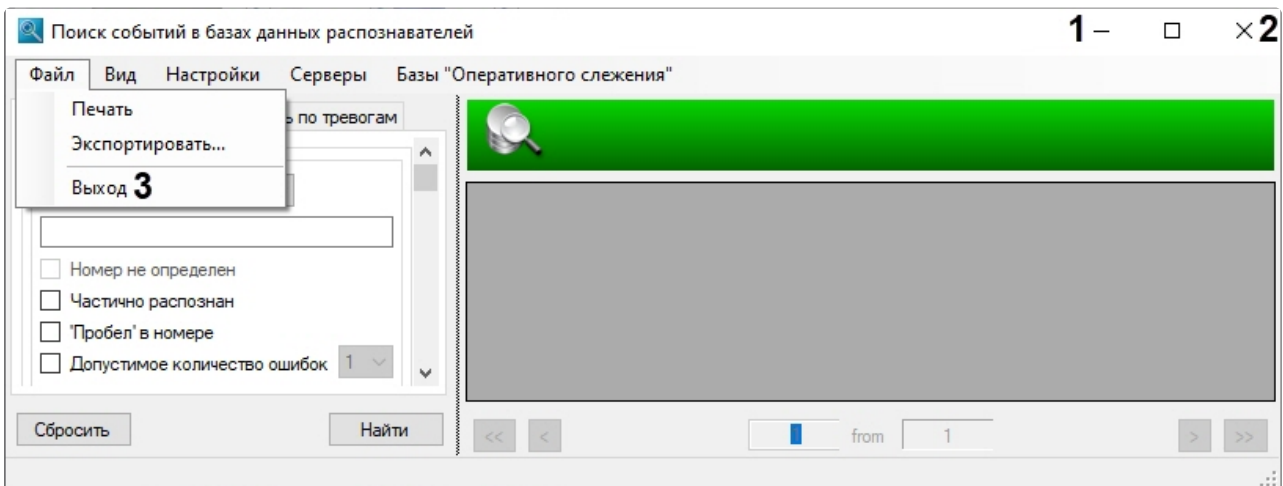 Поиск событий в базах данных распознавателей 1 2
Файл Вид Настройки Серверы Базы "Оперативного слежения"
Печать
по тревогам
Экспортировать...
Выход 3
Номер не определен
Частично распознан
'Пробел' в номере
Допустимое количество ошибок 1
Сбросить Найти << < 1 from 1 > >>